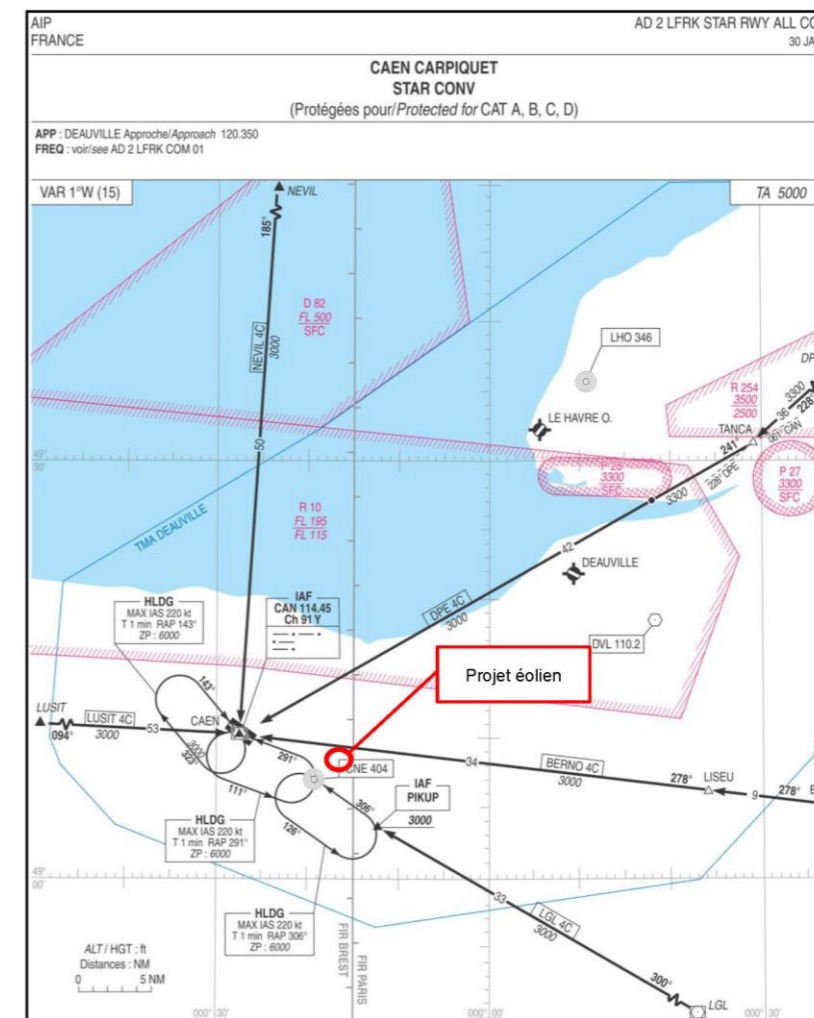 AIP
FRANCE
AD 2 LFRK STAR RWY ALL CO
30 JA
CAEN CARPIQUET
STAR CONV
(Protégées pour/Protected for CAT A, B, C, D)
APP : DEAUVILLE Approche/Approach 120.350
FREQ : voir/see AD 2 LFRK COM 01
VAR 1°W (15)
NEVIL
TA 5000
185°
D 82
FL 500
SFC
NEVIL 4C
3000
LHO 346
DP
R 254
3500
2500
3300
36
228°
LE HAVRE O.
TANCA
061° CAN
241°
228° DPE
50
49°
30'
P 28
3300
SFC
P 27
3300
SFC
3300
R 10
FL 195
FL 115
TMA DEAUVILLE
42
DEAUVILLE
HLDG
MAX IAS 220 kt
T 1 min RAP 143°
ZP : 6000
IAF
CAN 114.45
Ch 91 Y
DPE 4C
3000
DVL 110.2
Projet éolien
143°
LUSIT
LUSIT 4C
3000
53
094°
CAEN
3000
323°
291°
CNE 404
34
BERNO 4C
3000
278°
LISEU
9
278°
111°
IAF
PIKUP
3000
306°
HLDG
MAX IAS 220 kt
T 1 min RAP 291°
ZP : 6000
126°
49°
00'
33
LGL 4C
3000
HLDG
MAX IAS 220 kt
T 1 min RAP 306°
ZP : 6000
FIR BREST
FIR PARIS
ALT / HGT : ft
Distances : NM
0 5 NM
300°
LGL
000° 30'
000° 00'
000° 30'